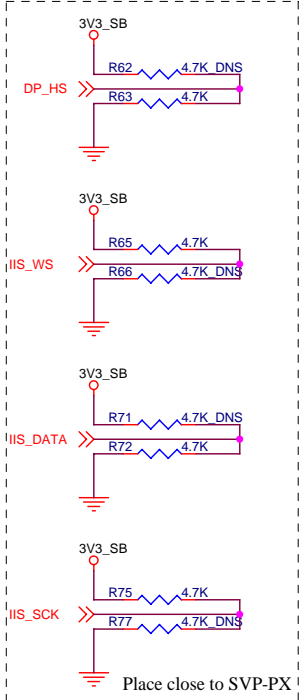 3V3_SB
R62 4.7K_DNS
DP_HS
R63 4.7K
3V3_SB
R65 4.7K
IIS_WS
R66 4.7K_DNS
3V3_SB
R71 4.7K_DNS
IIS_DATA
R72 4.7K
3V3_SB
R75 4.7K
IIS_SCK
R77 4.7K_DNS
Place close to SVP-PX